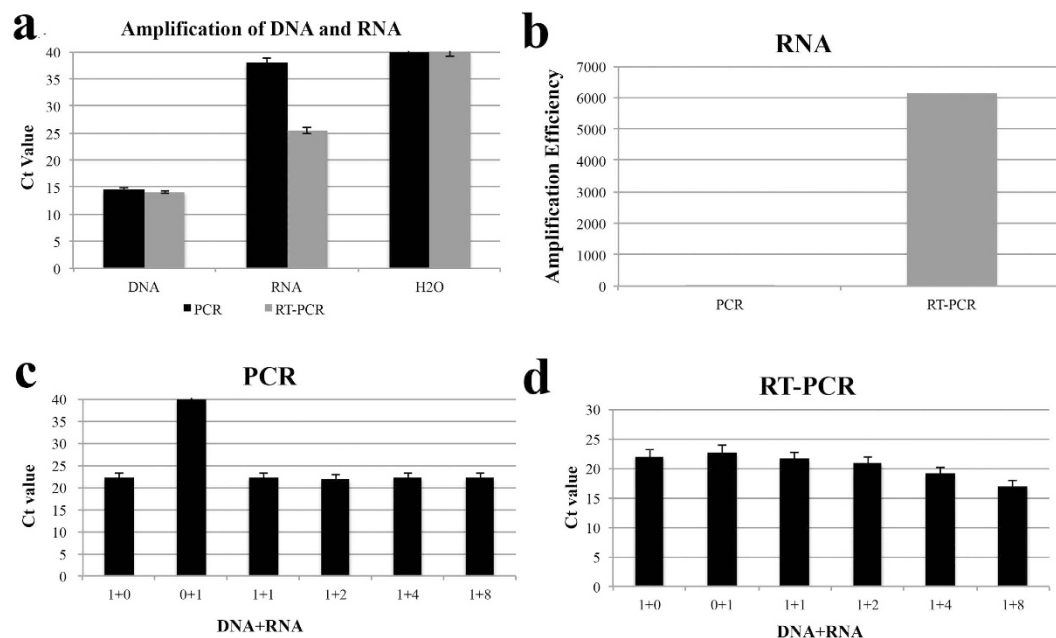 a
Amplification of DNA and RNA
Ct Value
40
35
30
25
20
15
10
5
0
DNA RNA H2O
PCR RT-PCR
b
RNA
Amplification Efficiency
7000
6000
5000
4000
3000
2000
1000
0
PCR RT-PCR
c
PCR
Ct value
40
35
30
25
20
15
10
5
0
1+0 0+1 1+1 1+2 1+4 1+8
DNA+RNA
d
RT-PCR
Ct value
30
25
20
15
10
5
0
1+0 0+1 1+1 1+2 1+4 1+8
DNA+RNA